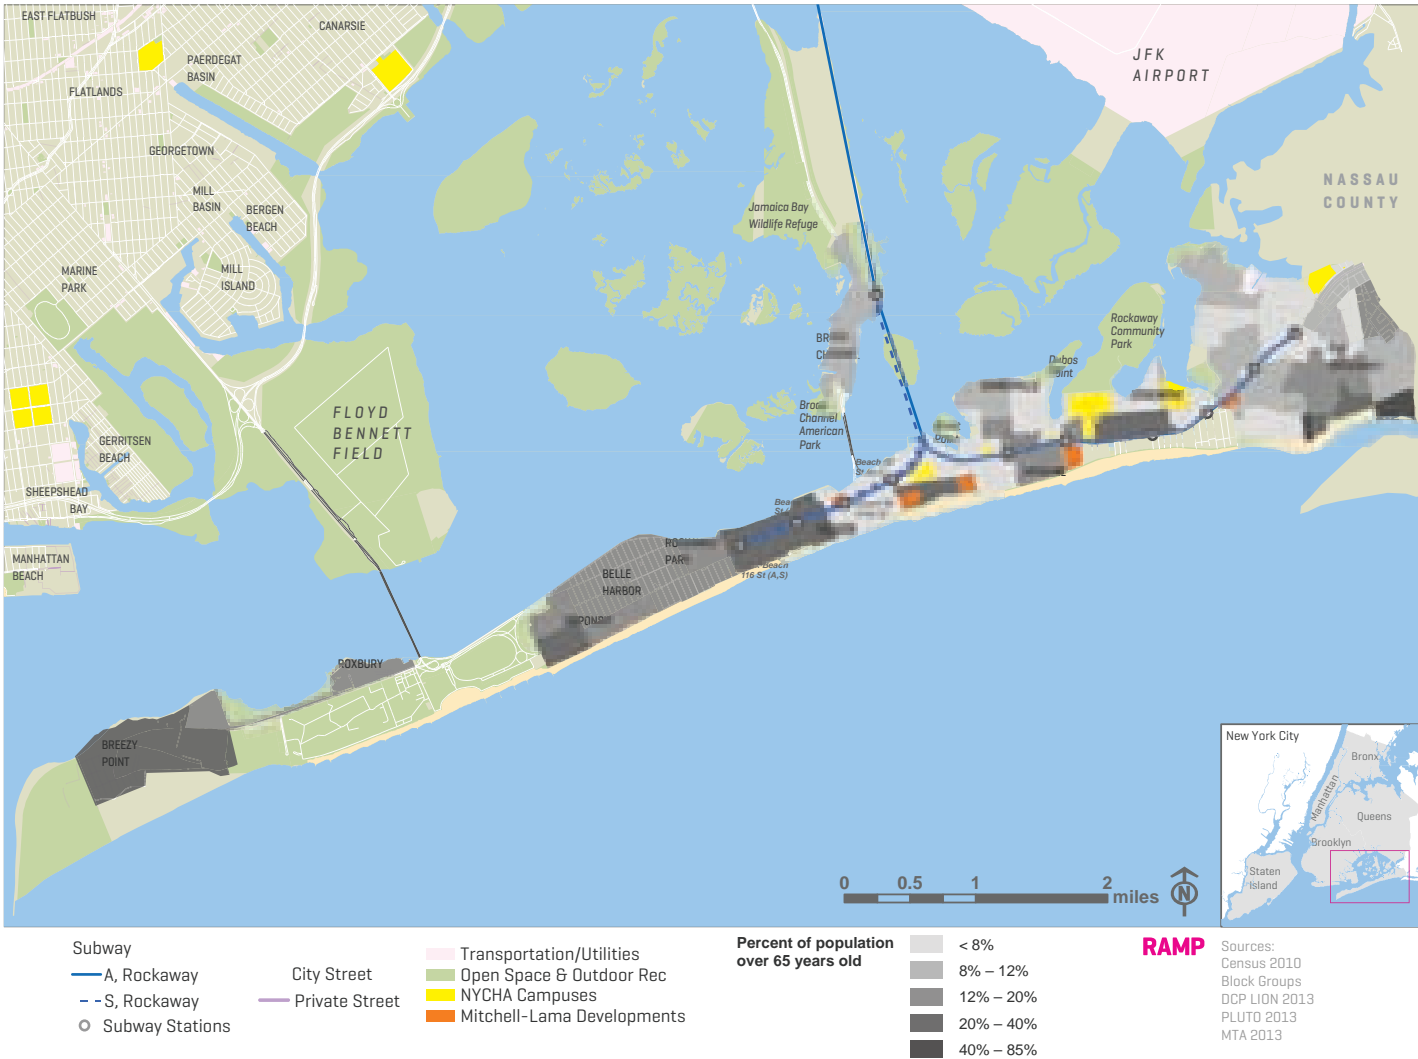 EAST FLATBUSH
CANARSIE
PAERDEGAT
BASIN
FLATLANDS
GEORGETOWN
MILL
BASIN
BERGEN
BEACH
MARINE
PARK
MILL
ISLAND
GERRITSEN
BEACH
SHEEPSHEAD
BAY
MANHATTAN
BEACH
FLOYD
BENNETT
FIELD
JFK
AIRPORT
NASSAU
COUNTY
Jamaica Bay
Wildlife Refuge
Rockaway
Community
Park
Channel
American
Park
Beach
116 St (A,S)
PARK
BELLE
HARBOR
ROXBURY
BREEZY
POINT
0 0.5 1 2
miles
N
New York City
Bronx
Manhattan
Queens
Brooklyn
Staten
Island
Subway
A, Rockaway
S, Rockaway
Subway Stations
City Street
Private Street
Transportation/Utilities
Open Space & Outdoor Rec
NYCHA Campuses
Mitchell-Lama Developments
Percent of population
over 65 years old
< 8%
8% – 12%
12% – 20%
20% – 40%
40% – 85%
RAMP
Sources:
Census 2010
Block Groups
DCP LION 2013
PLUTO 2013
MTA 2013